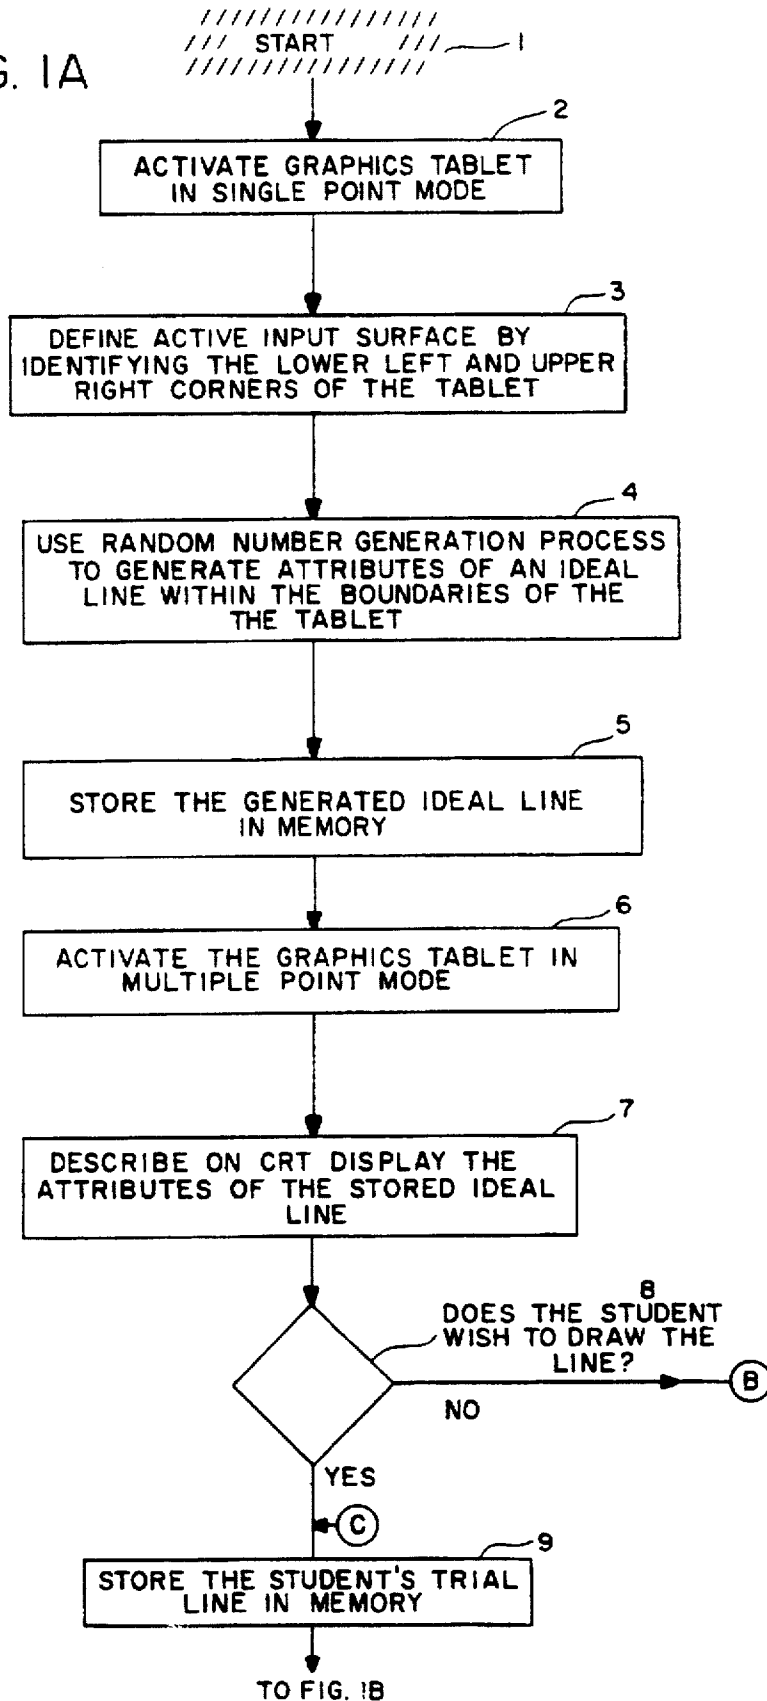 START
1
G. 1A
2
ACTIVATE GRAPHICS TABLET
IN SINGLE POINT MODE
3
DEFINE ACTIVE INPUT SURFACE BY
IDENTIFYING THE LOWER LEFT AND UPPER
RIGHT CORNERS OF THE TABLET
4
USE RANDOM NUMBER GENERATION PROCESS
TO GENERATE ATTRIBUTES OF AN IDEAL
LINE WITHIN THE BOUNDARIES OF THE
THE TABLET
5
STORE THE GENERATED IDEAL LINE
IN MEMORY
6
ACTIVATE THE GRAPHICS TABLET IN
MULTIPLE POINT MODE
7
DESCRIBE ON CRT DISPLAY THE
ATTRIBUTES OF THE STORED IDEAL
LINE
8
DOES THE STUDENT
WISH TO DRAW THE
LINE?
B
NO
YES
C
9
STORE THE STUDENT'S TRIAL
LINE IN MEMORY
TO FIG. 1B